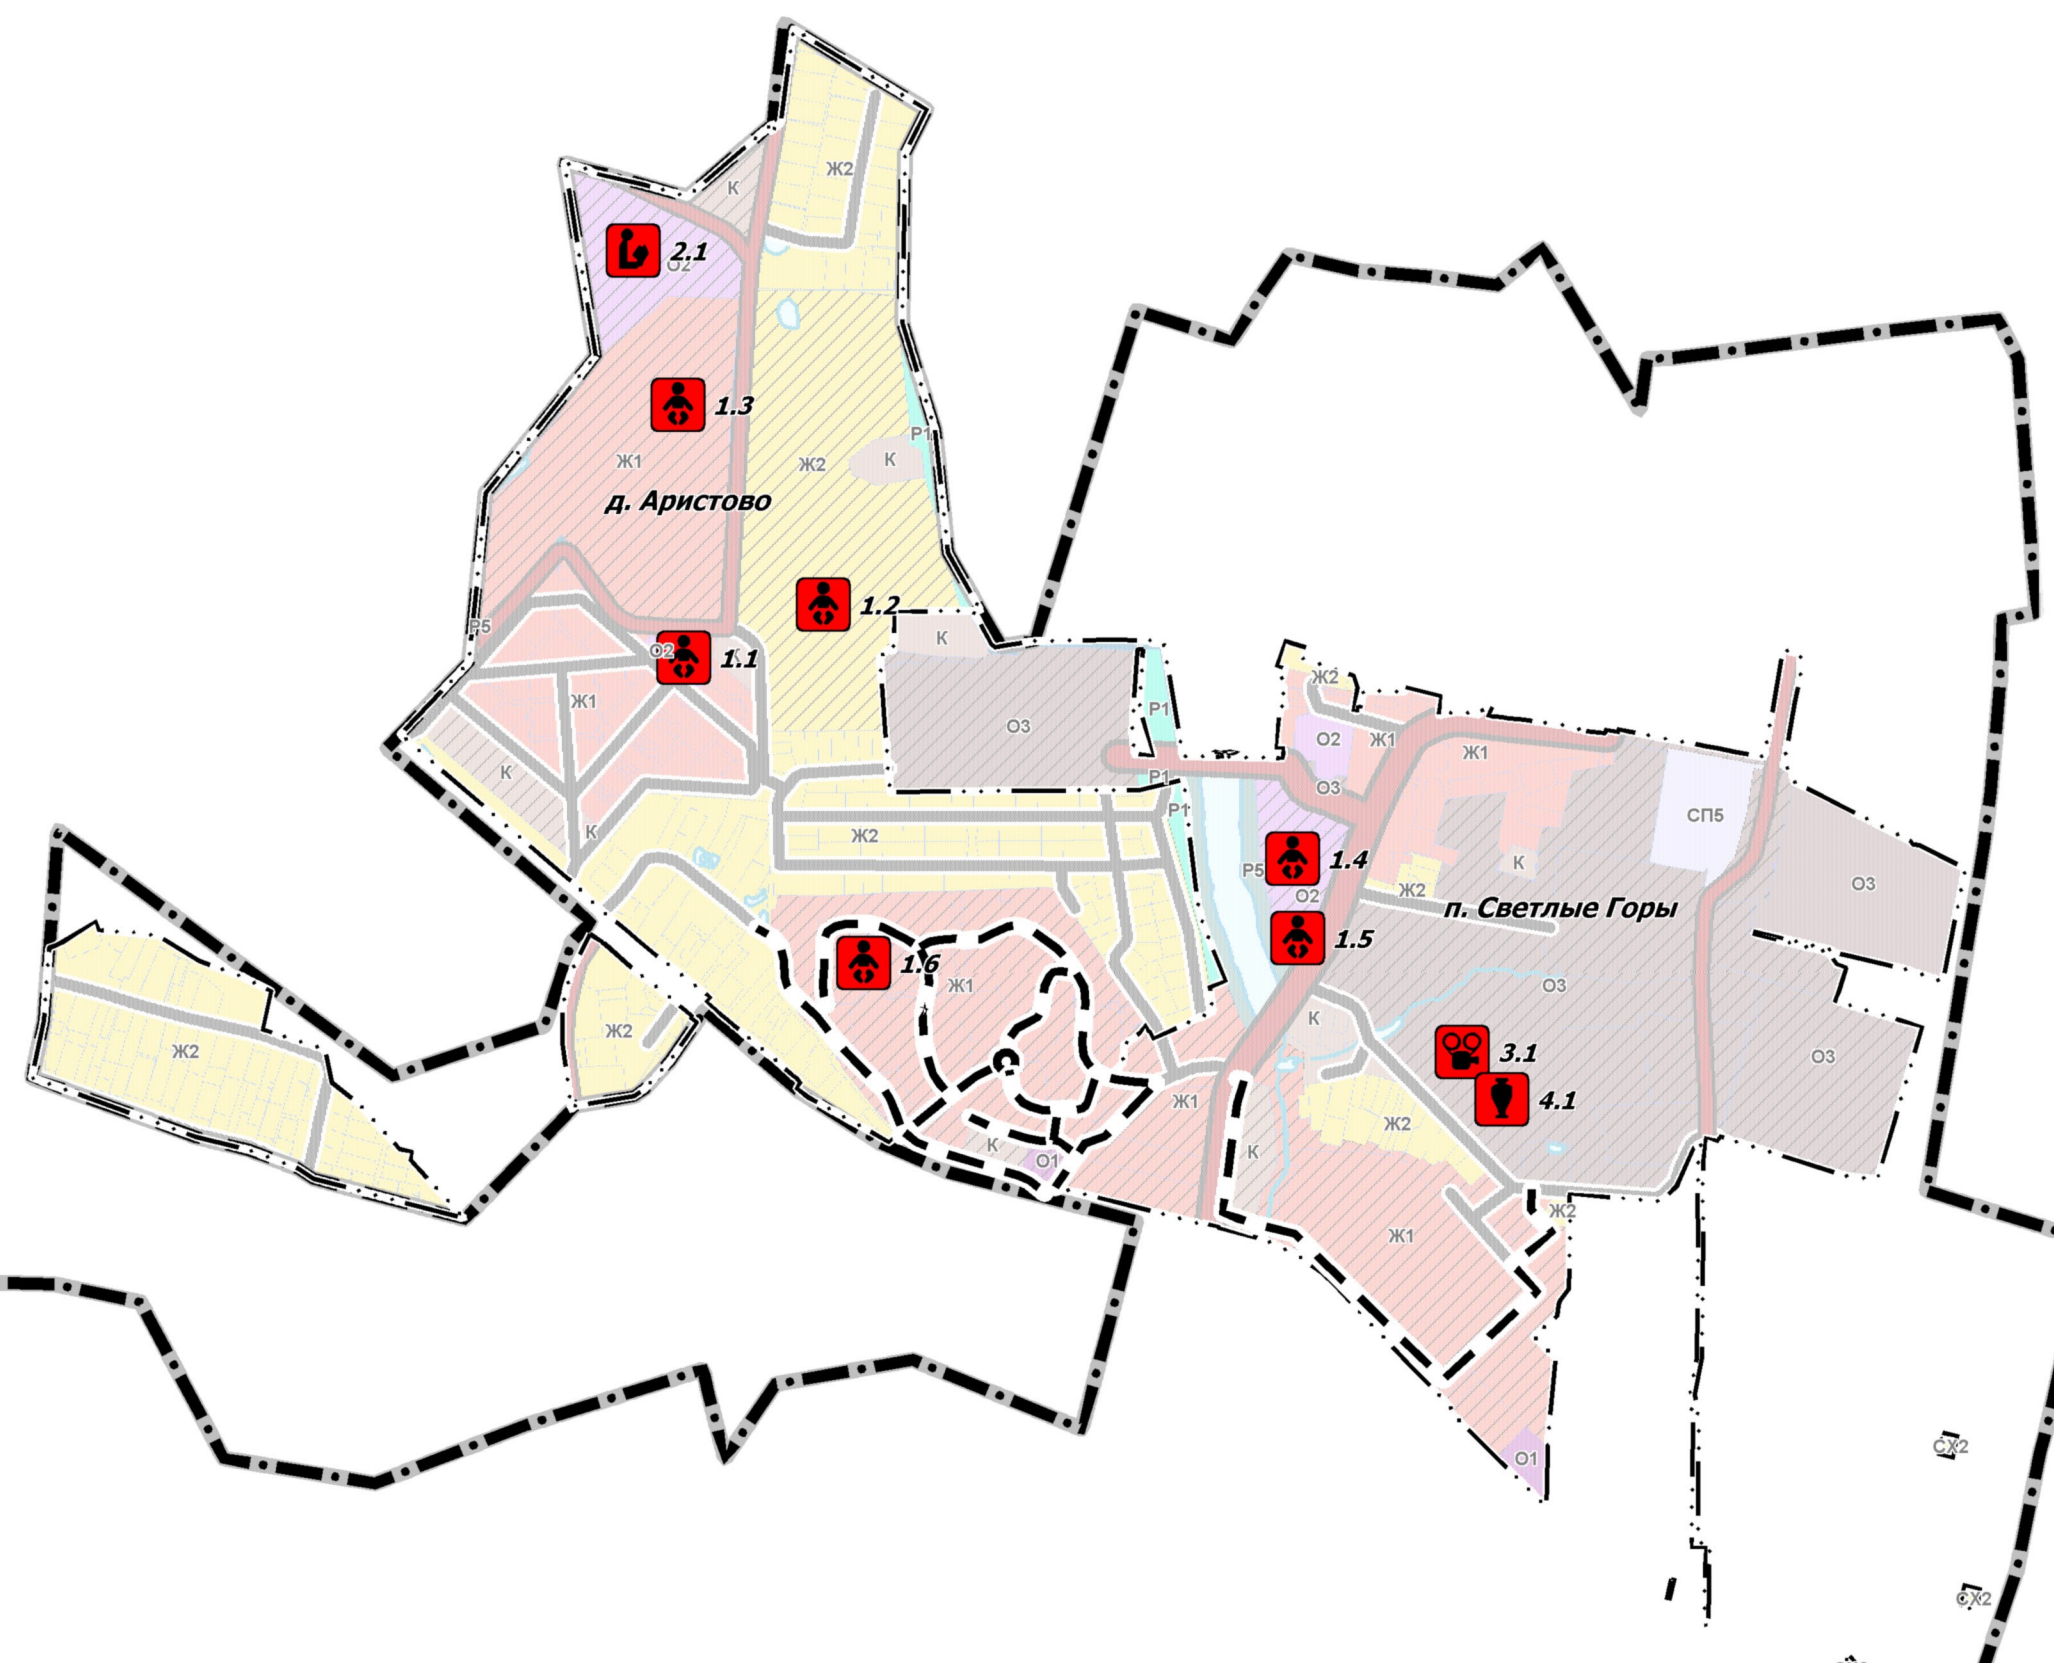 Ж2
К
2.1
О2
1.3
Р1
Ж1
Ж2
К
д. Аристово
1.2
Р5
К
О2
1.1
Ж2
Ж1
Р1
О3
О2
Ж1
Ж1
К
Р1
О3
Р1
СП5
К
Ж2
1.4
К
Р5
О2
Ж2
О3
п. Светлые Горы
1.5
1.6
Ж1
О3
К
Ж2
Ж2
3.1
О3
4.1
Ж1
Ж2
К
К
О1
Ж2
Ж1
СХ2
О1
СХ2